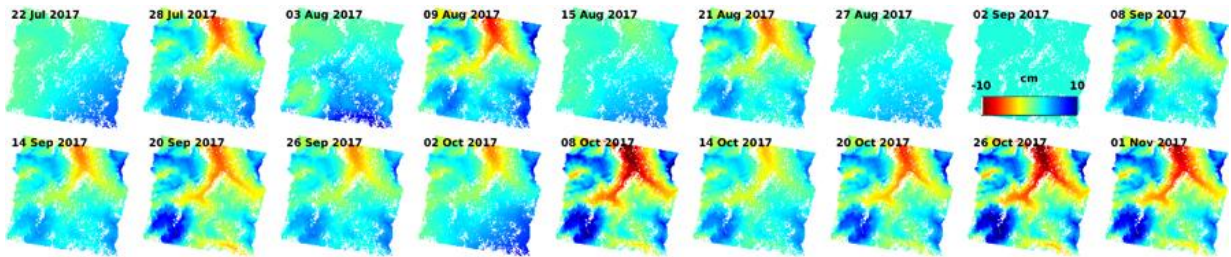 22 Jul 2017 28 Jul 2017 03 Aug 2017 09 Aug 2017 15 Aug 2017 21 Aug 2017 27 Aug 2017 02 Sep 2017 08 Sep 2017
cm
-10 10
14 Sep 2017 20 Sep 2017 26 Sep 2017 02 Oct 2017 08 Oct 2017 14 Oct 2017 20 Oct 2017 26 Oct 2017 01 Nov 2017